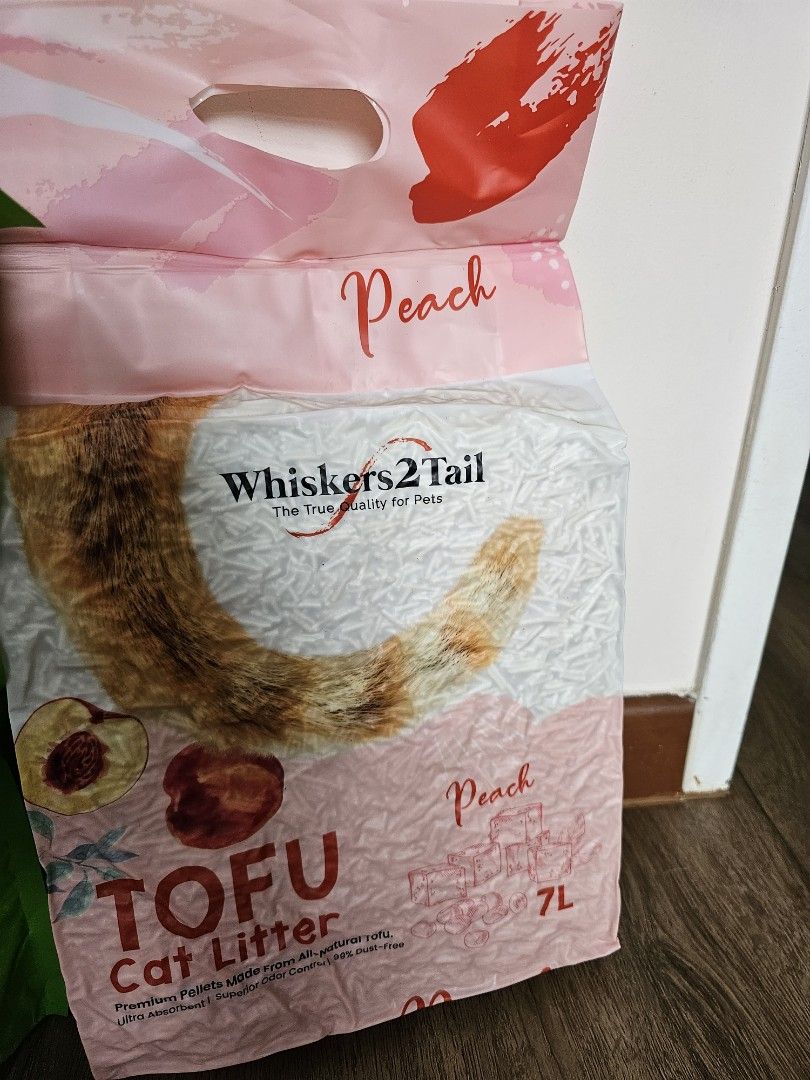 Peach
Whiskers2Tail
The True Quality for Pets
Peach
7L
TOFU
Cat Litter
Premium Pellets Made From All-Natural Tofu.
Ultra Absorbent | Superior Odor Control | 99% Dust-Free